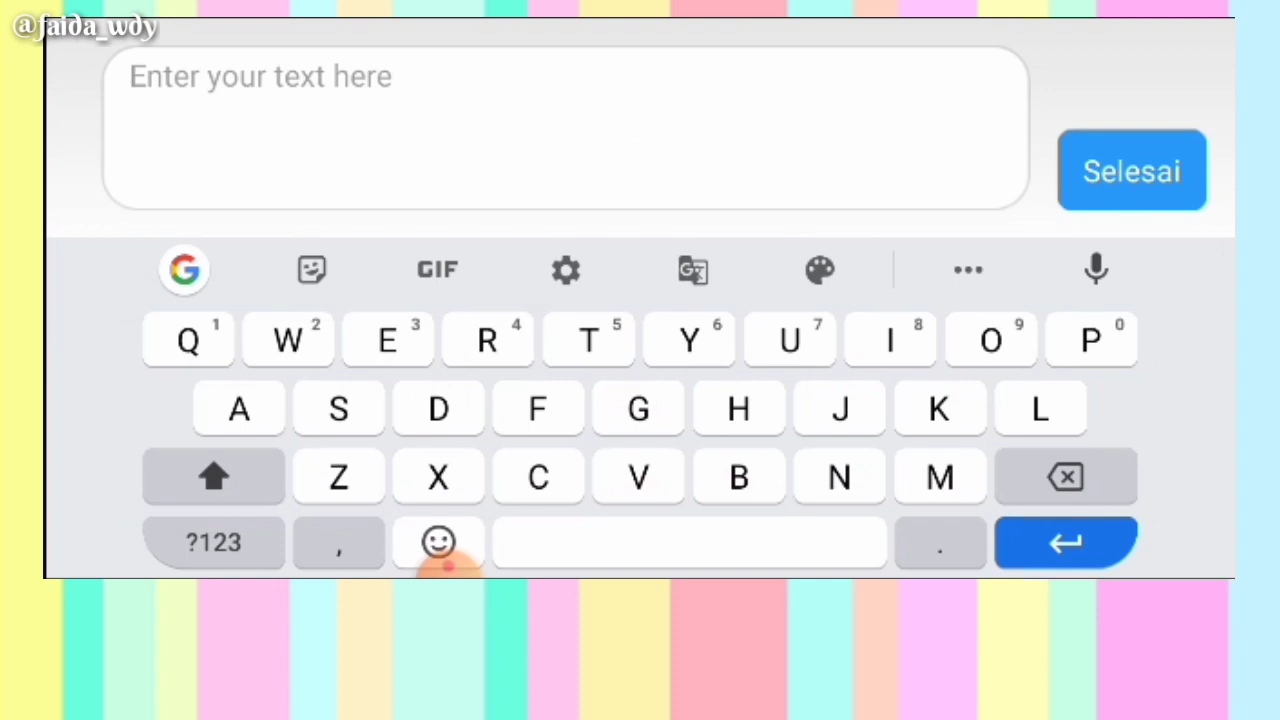 @faida_wdy
Enter your text here
Selesai
G GIF G
Q 1 W 2 E 3 R 4 T 5 Y 6 U 7 I 8 O 9 P 0
A S D F G H J K L
Z X C V B N M
?123 , .